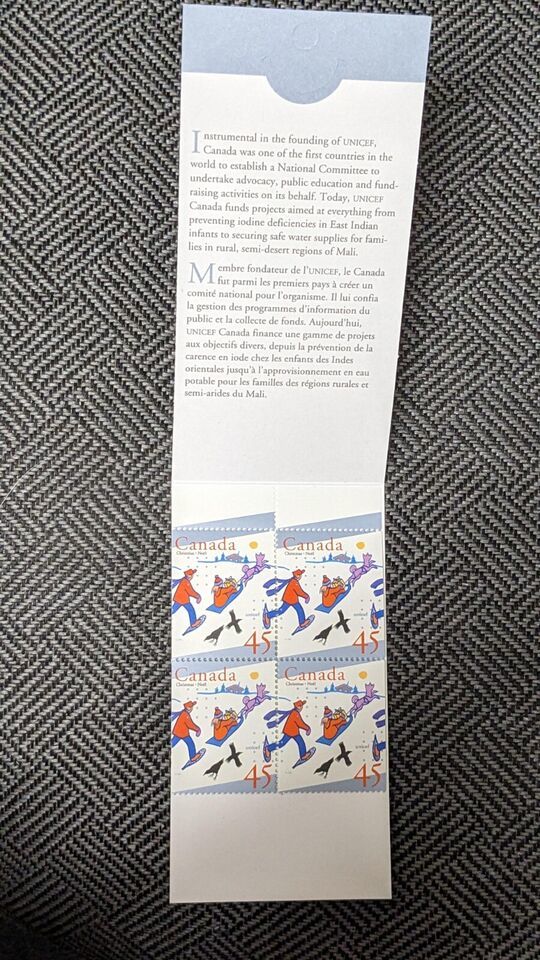 Instrumental in the founding of UNICEF,
Canada was one of the first countries in the
world to establish a National Committee to
undertake advocacy, public education and fund-
raising activities on its behalf. Today, UNICEF
Canada funds projects aimed at everything from
preventing iodine deficiencies in East Indian
infants to securing safe water supplies for fami-
lies in rural, semi-desert regions of Mali.
Membre fondateur de l'UNICEF, le Canada
fut parmi les premiers pays à créer un
comité national pour l'organisme. Il lui confia
la gestion des programmes d'information du
public et la collecte de fonds. Aujourd'hui,
UNICEF Canada finance une gamme de projets
aux objectifs divers, depuis la prévention de la
carence en iode chez les enfants des Indes
orientales jusqu'à l'approvisionnement en eau
potable pour les familles des régions rurales et
semi-arides du Mali.
Canada
Christmas · Noël
unicef
45
Canada
Christmas · Noël
unicef
45
Canada
Christmas · Noël
unicef
45
Canada
Christmas · Noël
unicef
45